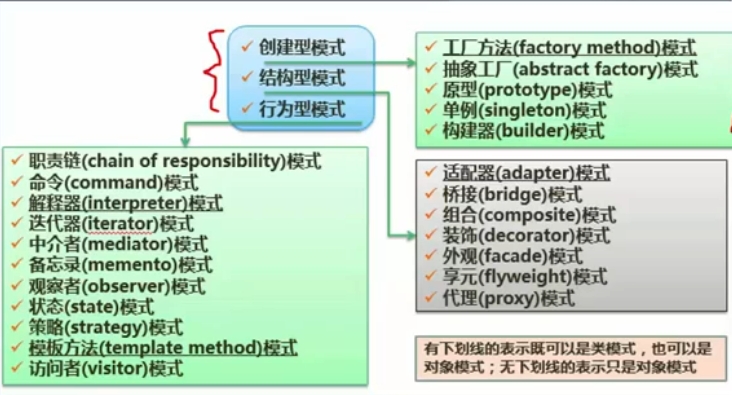 创建型模式
结构型模式
行为型模式
工厂方法(factory method)模式
抽象工厂(abstract factory)模式
原型(prototype)模式
单例(singleton)模式
构建器(builder)模式
职责链(chain of responsibility)模式
命令(command)模式
解释器(interpreter)模式
迭代器(iterator)模式
中介者(mediator)模式
备忘录(memento)模式
观察者(observer)模式
状态(state)模式
策略(strategy)模式
模板方法(template method)模式
访问者(visitor)模式
适配器(adapter)模式
桥接(bridge)模式
组合(composite)模式
装饰(decorator)模式
外观(facade)模式
享元(flyweight)模式
代理(proxy)模式
有下划线的表示既可以是类模式，也可以是
对象模式；无下划线的表示只是对象模式